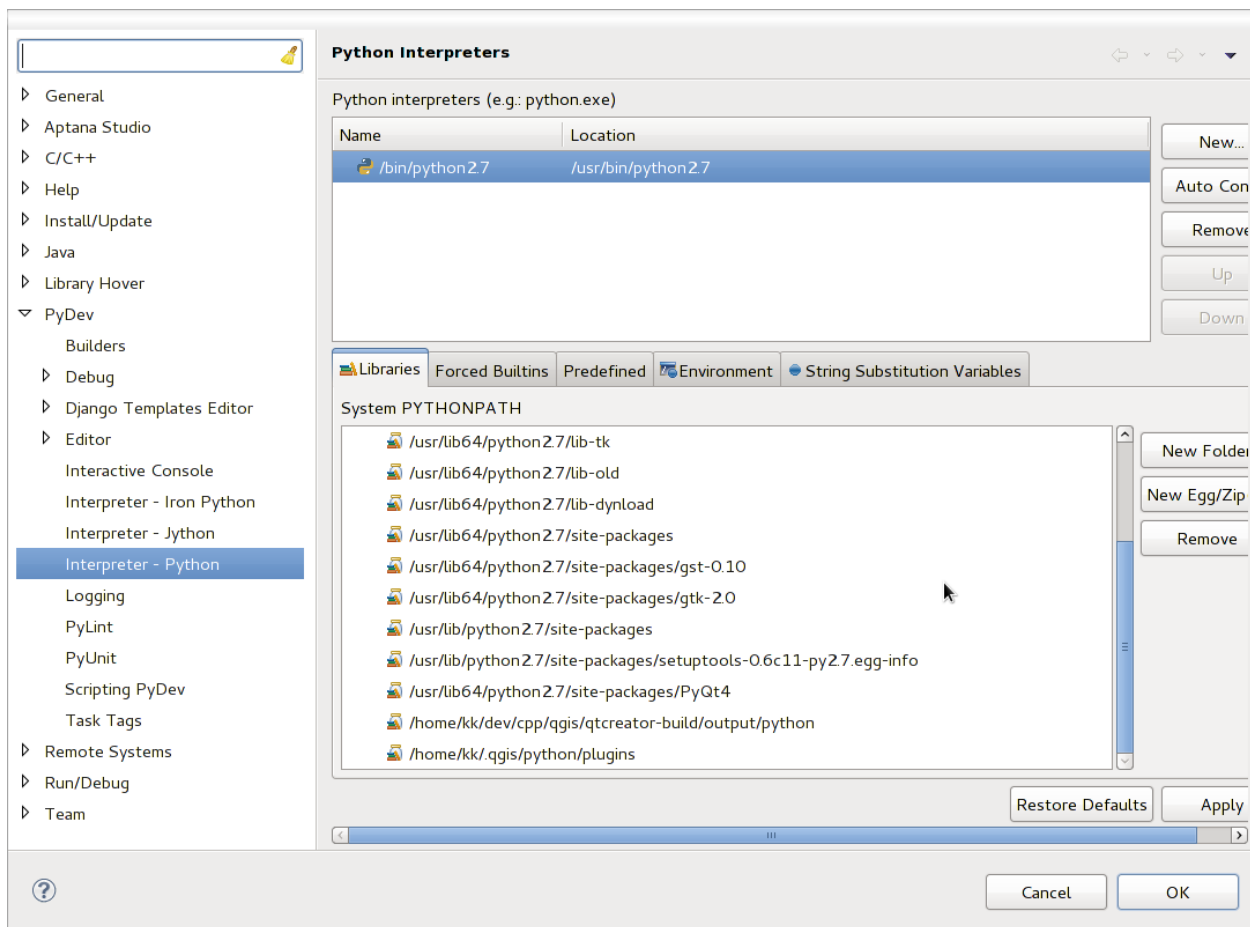 Python Interpreters
General
Aptana Studio
C/C++
Help
Install/Update
Java
Library Hover
PyDev
Builders
Debug
Django Templates Editor
Editor
Interactive Console
Interpreter - Iron Python
Interpreter - Jython
Interpreter - Python
Logging
PyLint
PyUnit
Scripting PyDev
Task Tags
Remote Systems
Run/Debug
Team
Python interpreters (e.g.: python.exe)
Name Location
/bin/python2.7 /usr/bin/python2.7
New...
Auto Con
Remove
Up
Down
Libraries Forced Builtins Predefined Environment String Substitution Variables
System PYTHONPATH
/usr/lib64/python2.7/lib-tk
/usr/lib64/python2.7/lib-old
/usr/lib64/python2.7/lib-dynload
/usr/lib64/python2.7/site-packages
/usr/lib64/python2.7/site-packages/gst-0.10
/usr/lib64/python2.7/site-packages/gtk-2.0
/usr/lib/python2.7/site-packages
/usr/lib/python2.7/site-packages/setuptools-0.6c11-py2.7.egg-info
/usr/lib64/python2.7/site-packages/PyQt4
/home/kk/dev/cpp/qgis/qtcreator-build/output/python
/home/kk/.qgis/python/plugins
New Folder
New Egg/Zip
Remove
Restore Defaults Apply
? Cancel OK